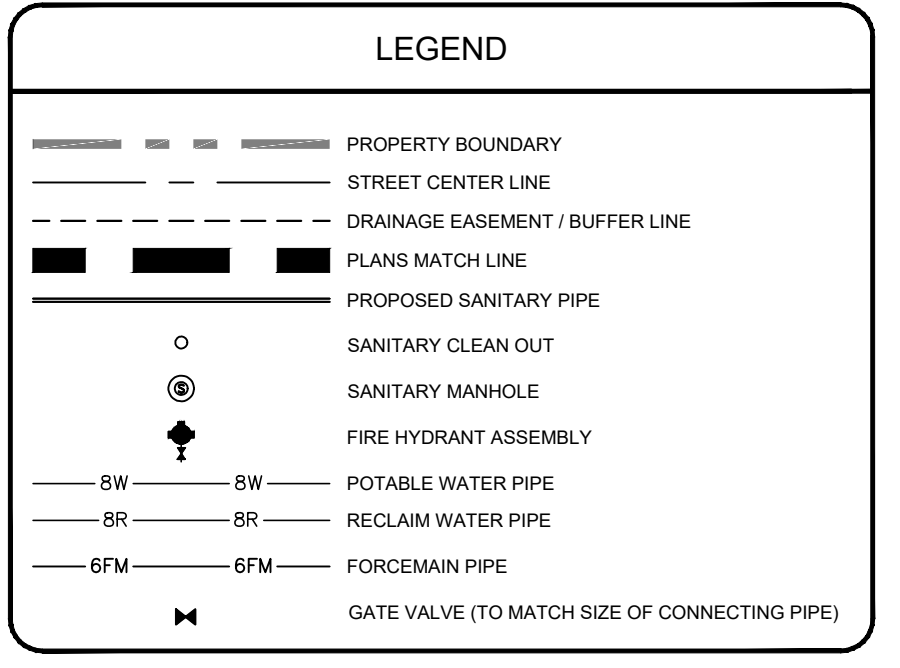 LEGEND
PROPERTY BOUNDARY
STREET CENTER LINE
DRAINAGE EASEMENT / BUFFER LINE
PLANS MATCH LINE
PROPOSED SANITARY PIPE
SANITARY CLEAN OUT
S SANITARY MANHOLE
FIRE HYDRANT ASSEMBLY
8W 8W POTABLE WATER PIPE
8R 8R RECLAIM WATER PIPE
6FM 6FM FORCEMAIN PIPE
GATE VALVE (TO MATCH SIZE OF CONNECTING PIPE)